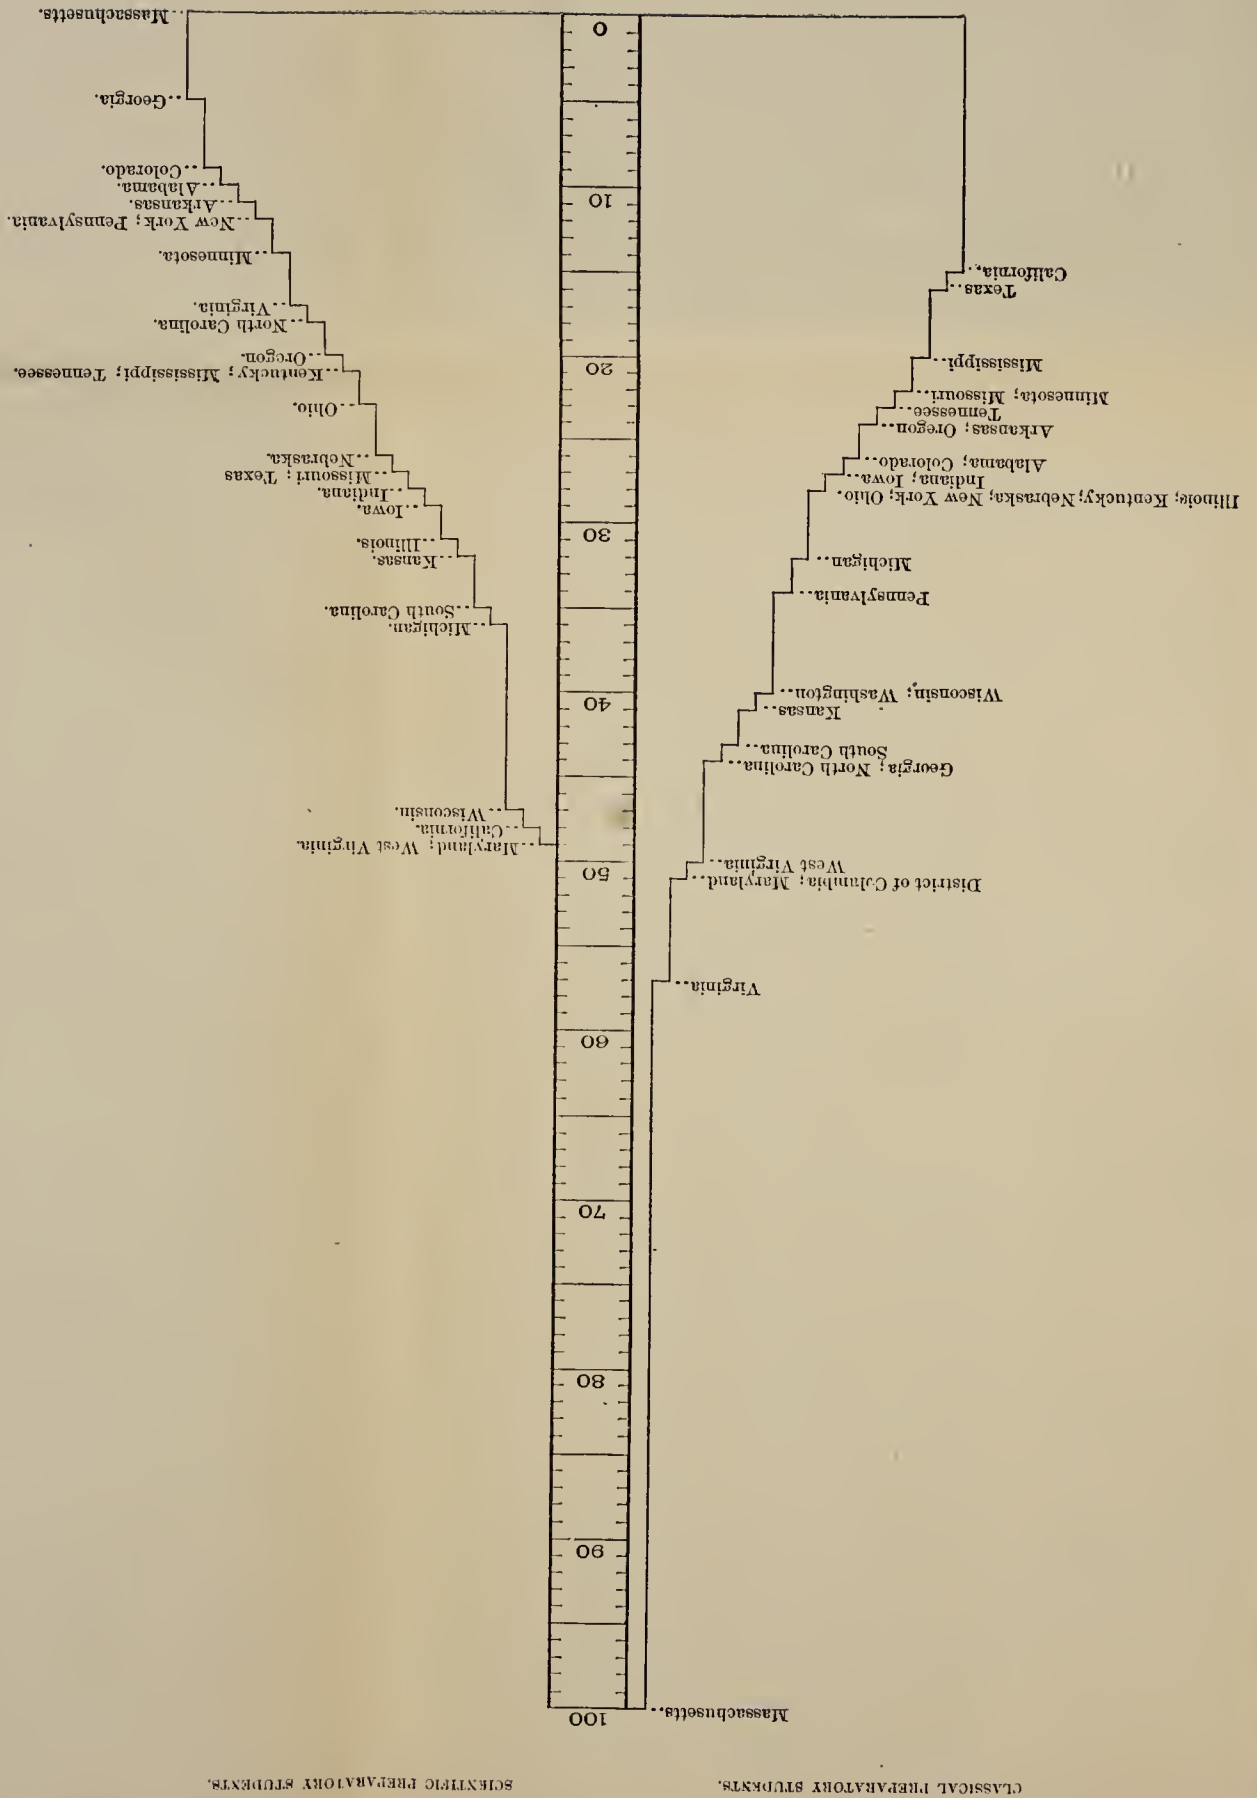 CLASSICAL PREPARATORY STUDENTS.
SCIENTIFIC PREPARATORY STUDENTS.
Massachusetts
Virginia
District of Columbia; Maryland
West Virginia
Georgia; North Carolina
South Carolina
Kansas
Wisconsin; Washington
Pennsylvania
Michigan
Illinois; Kentucky; Nebraska; New York; Ohio.
Indiana; Iowa
Alabama; Colorado
Arkansas; Oregon
Tennessee
Minnesota; Missouri
Mississippi
Texas
California
100
90
80
70
60
50
40
30
20
10
0
Maryland; West Virginia.
California.
Wisconsin.
Michigan.
South Carolina.
Kansas.
Illinois.
Iowa.
Indiana.
Missouri; Texas
Nebraska.
Ohio.
Kentucky; Mississippi; Tennessee.
Oregon.
North Carolina.
Virginia.
Minnesota.
New York; Pennsylvania.
Arkansas.
Alabama.
Colorado.
Georgia.
Massachusetts.